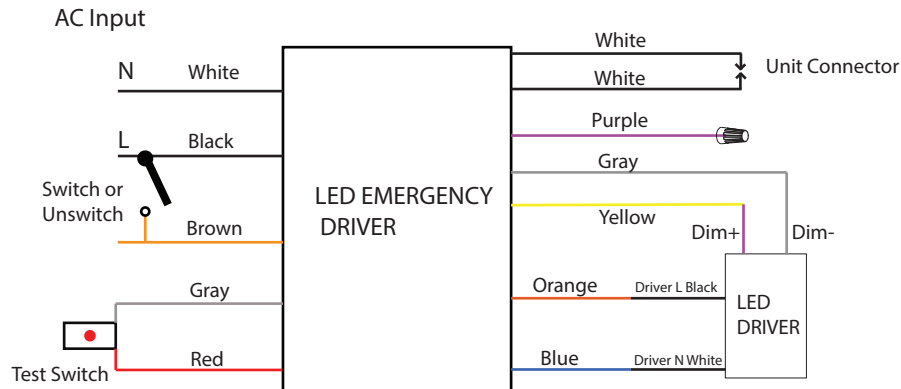 AC Input
N
White
L
Black
Switch or
Unswitch
Brown
Gray
Red
Test Switch
LED EMERGENCY
DRIVER
White
White
Unit Connector
Purple
Gray
Yellow
Dim+
Dim-
Orange
Driver L Black
Blue
Driver N White
LED
DRIVER